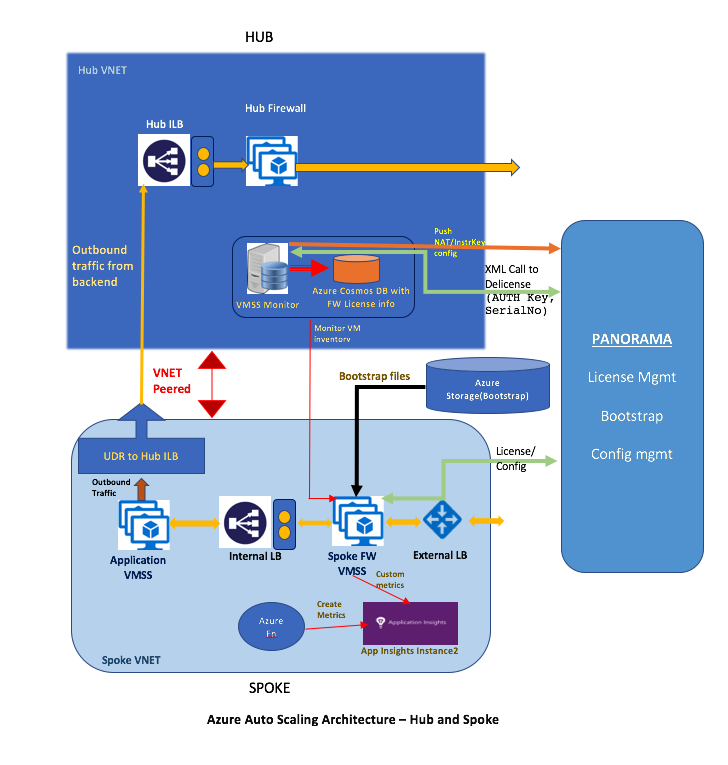 HUB
Hub VNET
Hub Firewall
Hub ILB
Outbound
traffic from
backend
Push
NAT/InstrKey
config
VMSS Monitor
Azure Cosmos DB with
FW License info
XML Call to
Delicense
(AUTH Key,
SerialNo)
Monitor VM
inventory
PANORAMA
License Mgmt
Bootstrap
Config mgmt
VNET
Peered
Bootstrap files
Azure
Storage(Bootstrap)
UDR to Hub ILB
License/
Config
Outbound
Traffic
Application
VMSS
Internal LB
Spoke FW
VMSS
External LB
Custom
metrics
Create
Metrics
Azure
Fn
Application Insights
App Insights Instance2
Spoke VNET
SPOKE
Azure Auto Scaling Architecture – Hub and Spoke